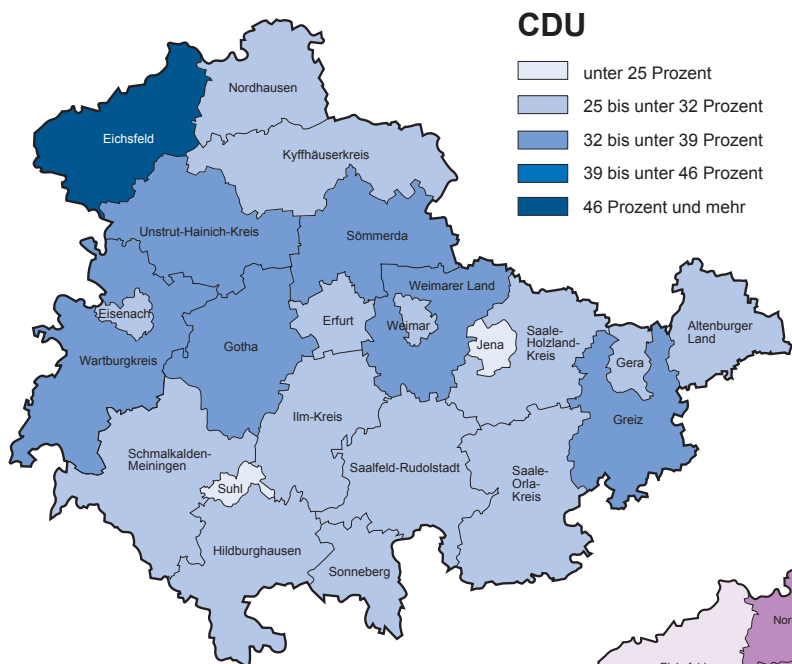 CDU
unter 25 Prozent
25 bis unter 32 Prozent
32 bis unter 39 Prozent
39 bis unter 46 Prozent
46 Prozent und mehr
Nordhausen
Eichsfeld
Kyffhäuserkreis
Unstrut-Hainich-Kreis
Sömmerda
Weimarer Land
Eisenach
Erfurt
Weimar
Jena
Saale-
Holzland-
Kreis
Gera
Altenburger
Land
Wartburgkreis
Gotha
Greiz
Ilm-Kreis
Schmalkalden-
Meiningen
Saalfeld-Rudolstadt
Saale-
Orla-
Kreis
Suhl
Hildburghausen
Sonneberg
Nor